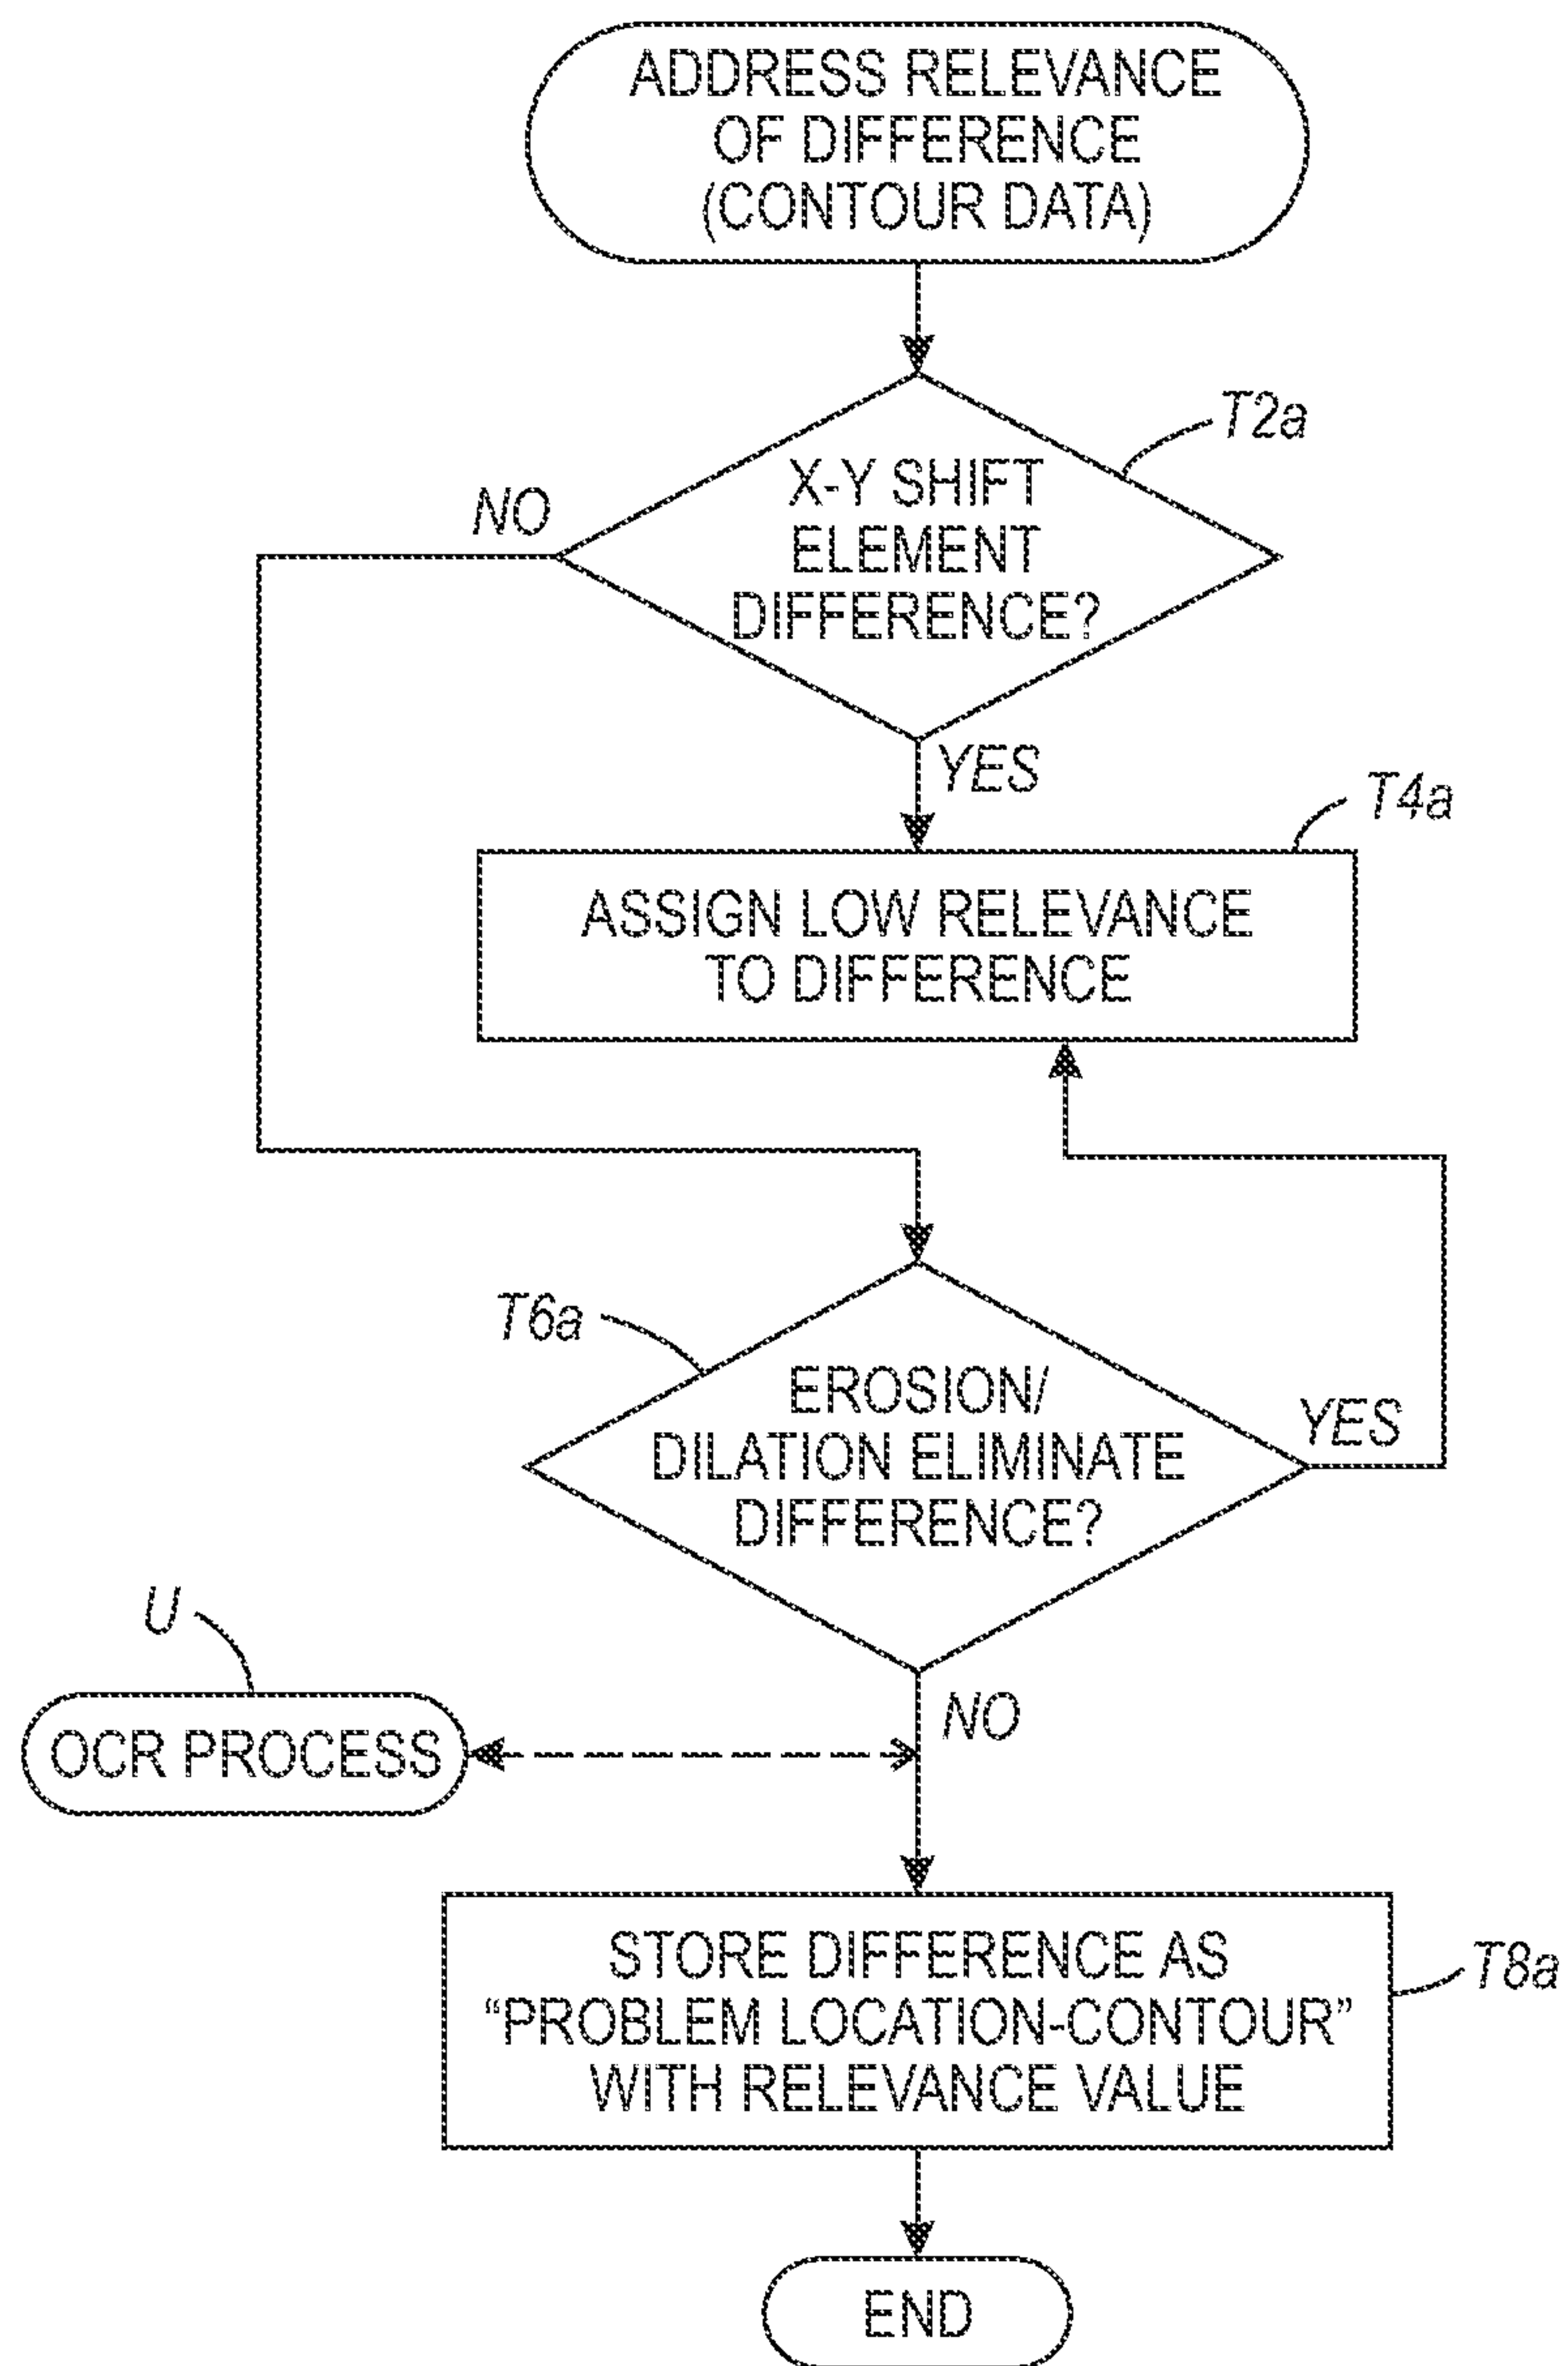 ADDRESS RELEVANCE
OF DIFFERENCE
(CONTOUR DATA)
T2a
X-Y SHIFT
ELEMENT
DIFFERENCE?
NO
YES
T4a
ASSIGN LOW RELEVANCE
TO DIFFERENCE
T6a
EROSION/
DILATION ELIMINATE
DIFFERENCE?
YES
U
OCR PROCESS
NO
STORE DIFFERENCE AS
“PROBLEM LOCATION-CONTOUR”
WITH RELEVANCE VALUE
T8a
END